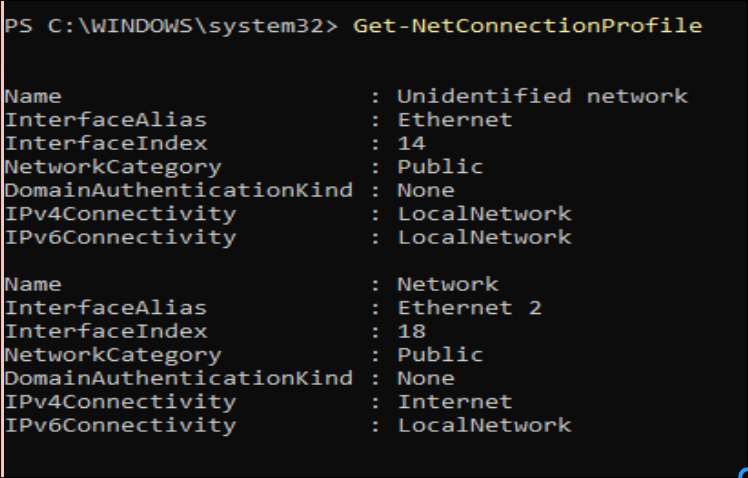 PS C:\WINDOWS\system32> Get-NetConnectionProfile
Name : Unidentified network
InterfaceAlias : Ethernet
InterfaceIndex : 14
NetworkCategory : Public
DomainAuthenticationKind : None
IPv4Connectivity : LocalNetwork
IPv6Connectivity : LocalNetwork
Name : Network
InterfaceAlias : Ethernet 2
InterfaceIndex : 18
NetworkCategory : Public
DomainAuthenticationKind : None
IPv4Connectivity : Internet
IPv6Connectivity : LocalNetwork